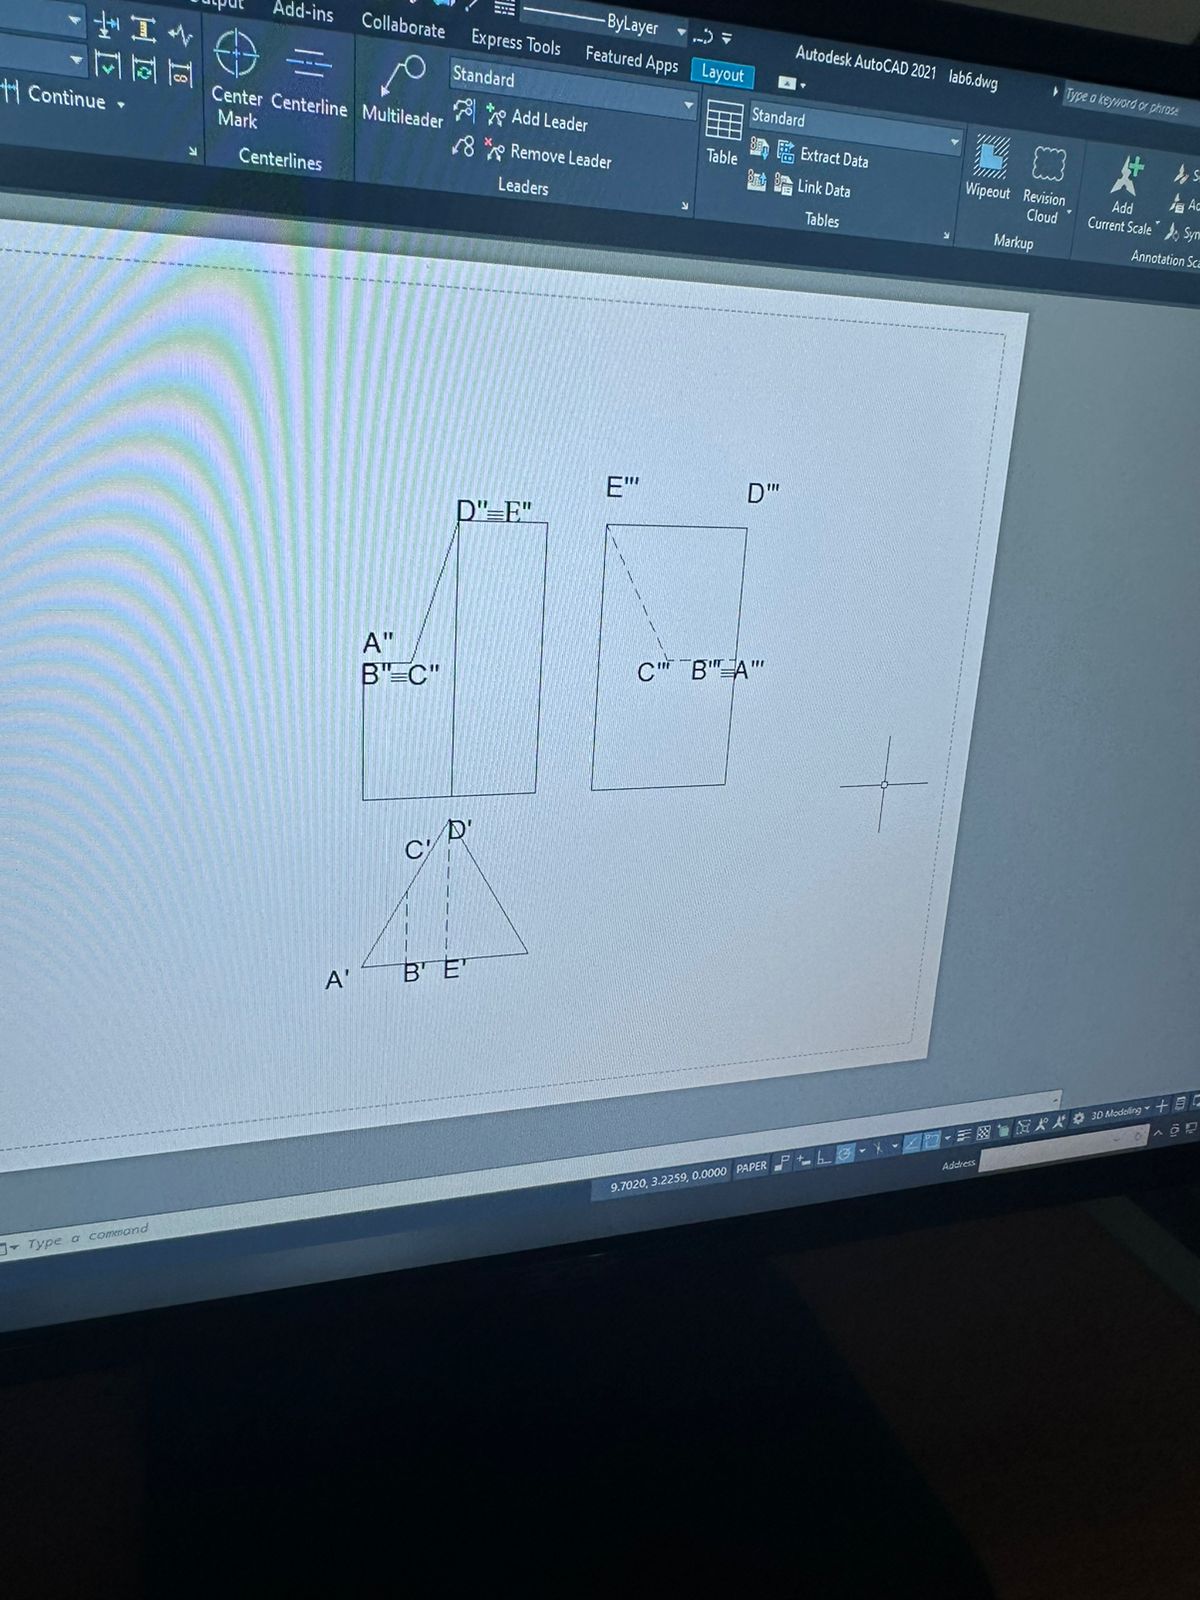 Add-ins
Collaborate
Express Tools
Featured Apps
Layout
ByLayer
Autodesk AutoCAD 2021 lab6.dwg
Type a keyword or phrase
Continue
Center Mark
Centerline
Centerlines
Multileader
Standard
Add Leader
Remove Leader
Leaders
Table
Standard
Extract Data
Link Data
Tables
Wipeout
Revision Cloud
Markup
Add
Current Scale
D"≡E"
E'''
D'''
A"
B"≡C"
C''' B'''≡A'''
C' D'
A' B' E'
9.7020, 3.2259, 0.0000 PAPER
3D Modeling
Address
Type a command